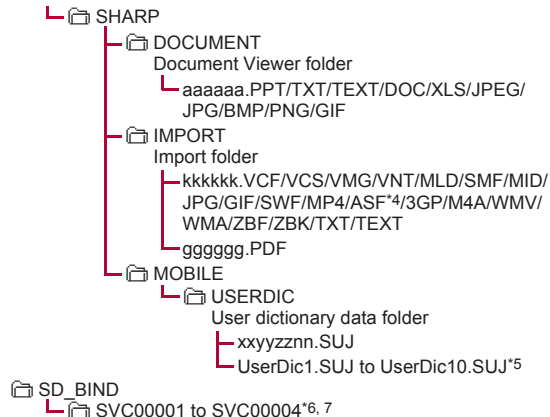 SHARP
DOCUMENT
Document Viewer folder
aaaaaa.PPT/TXT/TEXT/DOC/XLS/JPEG/
JPG/BMP/PNG/GIF
IMPORT
Import folder
kkkkkk.VCF/VCS/VMG/VNT/MLD/SMF/MID/
JPG/GIF/SWF/MP4/ASF*4/3GP/M4A/WMV/
WMA/ZBF/ZBK/TXT/TEXT
gggggg.PDF
MOBILE
USERDIC
User dictionary data folder
xxyyzznn.SUJ
UserDic1.SUJ to UserDic10.SUJ*5
SD_BIND
SVC00001 to SVC00004*6, 7